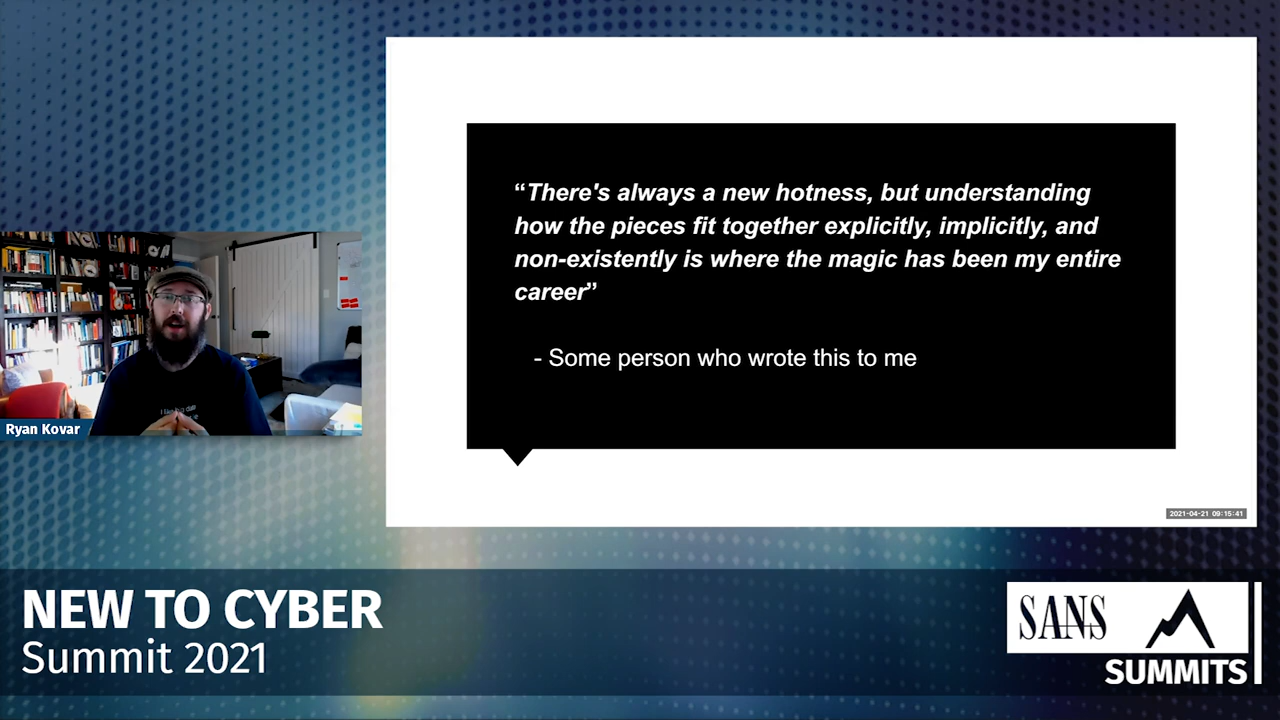 “There's always a new hotness, but understanding
how the pieces fit together explicitly, implicitly, and
non-existently is where the magic has been my entire
career”
- Some person who wrote this to me
Ryan Kovar
2021-04-21 09:15:41
NEW TO CYBER
Summit 2021
SANS
SUMMITS